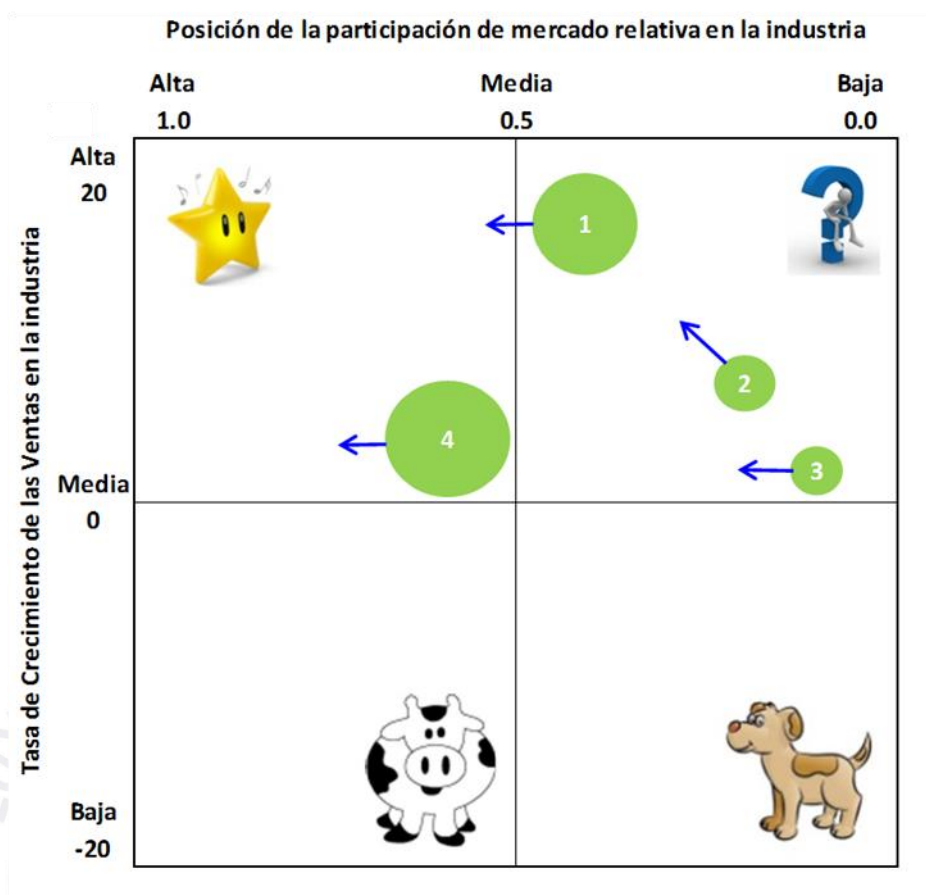 Posición de la participación de mercado relativa en la industria
Alta Media Baja
1.0 0.5 0.0
Alta
20
1
2
4
3
Media
0
Baja
-20
Tasa de Crecimiento de las Ventas en la industria